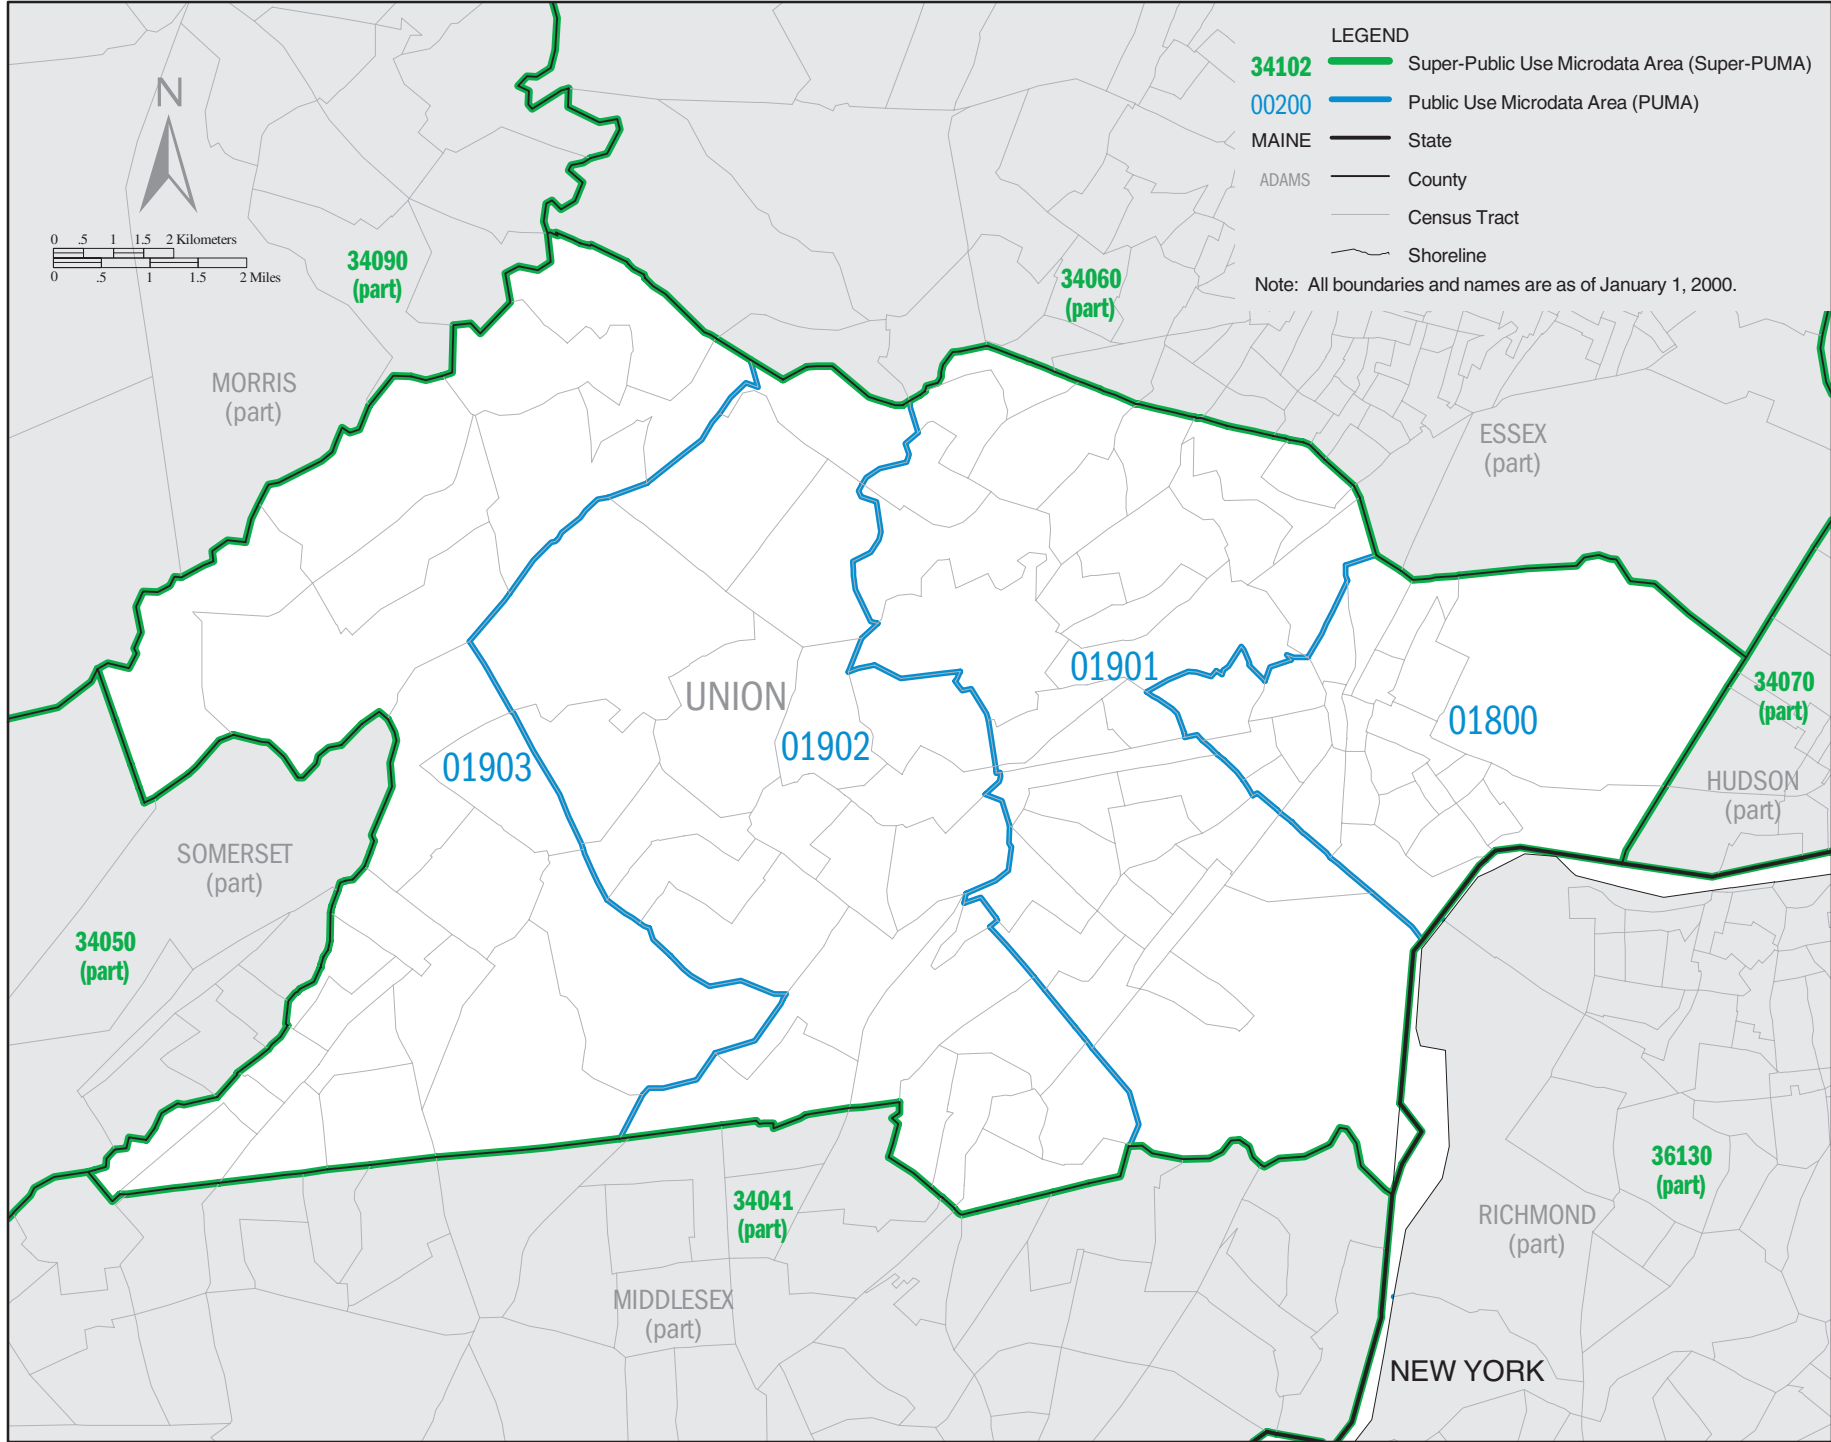 LEGEND
34102 Super-Public Use Microdata Area (Super-PUMA)
00200 Public Use Microdata Area (PUMA)
MAINE State
ADAMS County
Census Tract
Shoreline
Note: All boundaries and names are as of January 1, 2000.
N
0 .5 1 1.5 2 Kilometers
0 .5 1 1.5 2 Miles
34090
(part)
34060
(part)
MORRIS
(part)
ESSEX
(part)
01901
34070
(part)
UNION
01800
01902
01903
HUDSON
(part)
SOMERSET
(part)
34050
(part)
36130
(part)
34041
(part)
RICHMOND
(part)
MIDDLESEX
(part)
NEW YORK